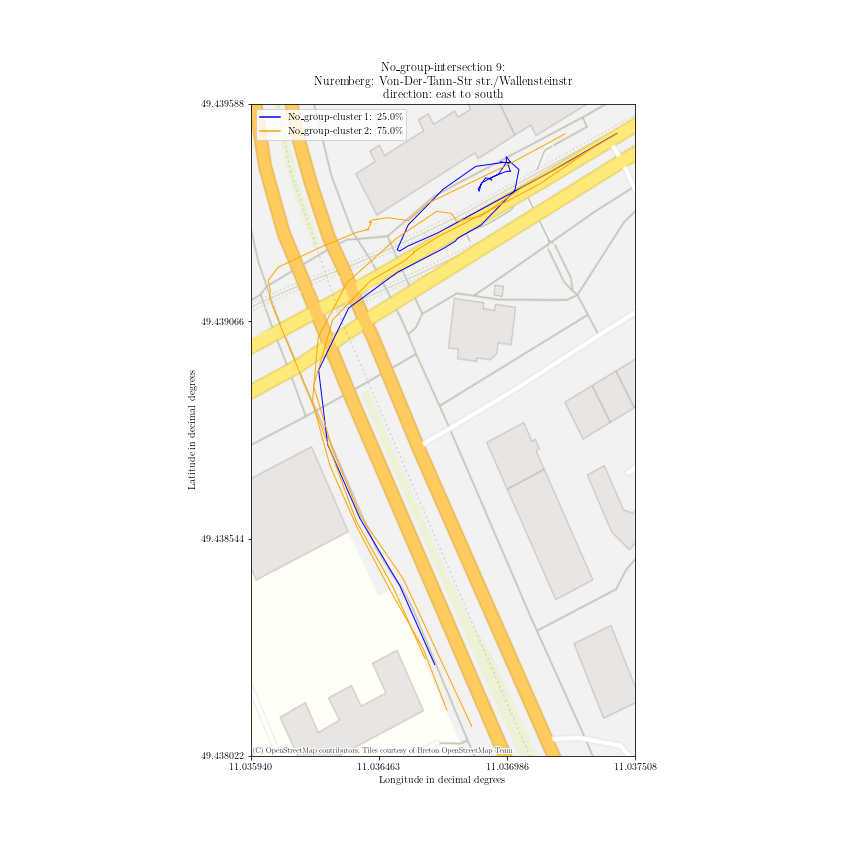 No_group-intersection 9:
Nuremberg: Von-Der-Tann-Str str./Wallensteinstr
direction: east to south
49.439588
No_group-cluster 1: 25.0%
No_group-cluster 2: 75.0%
49.439066
Latitude in decimal degrees
49.438544
(C) OpenStreetMap contributors, Tiles courtesy of Breton OpenStreetMap Team
49.438022
11.035940
11.036463
11.036986
11.037508
Longitude in decimal degrees